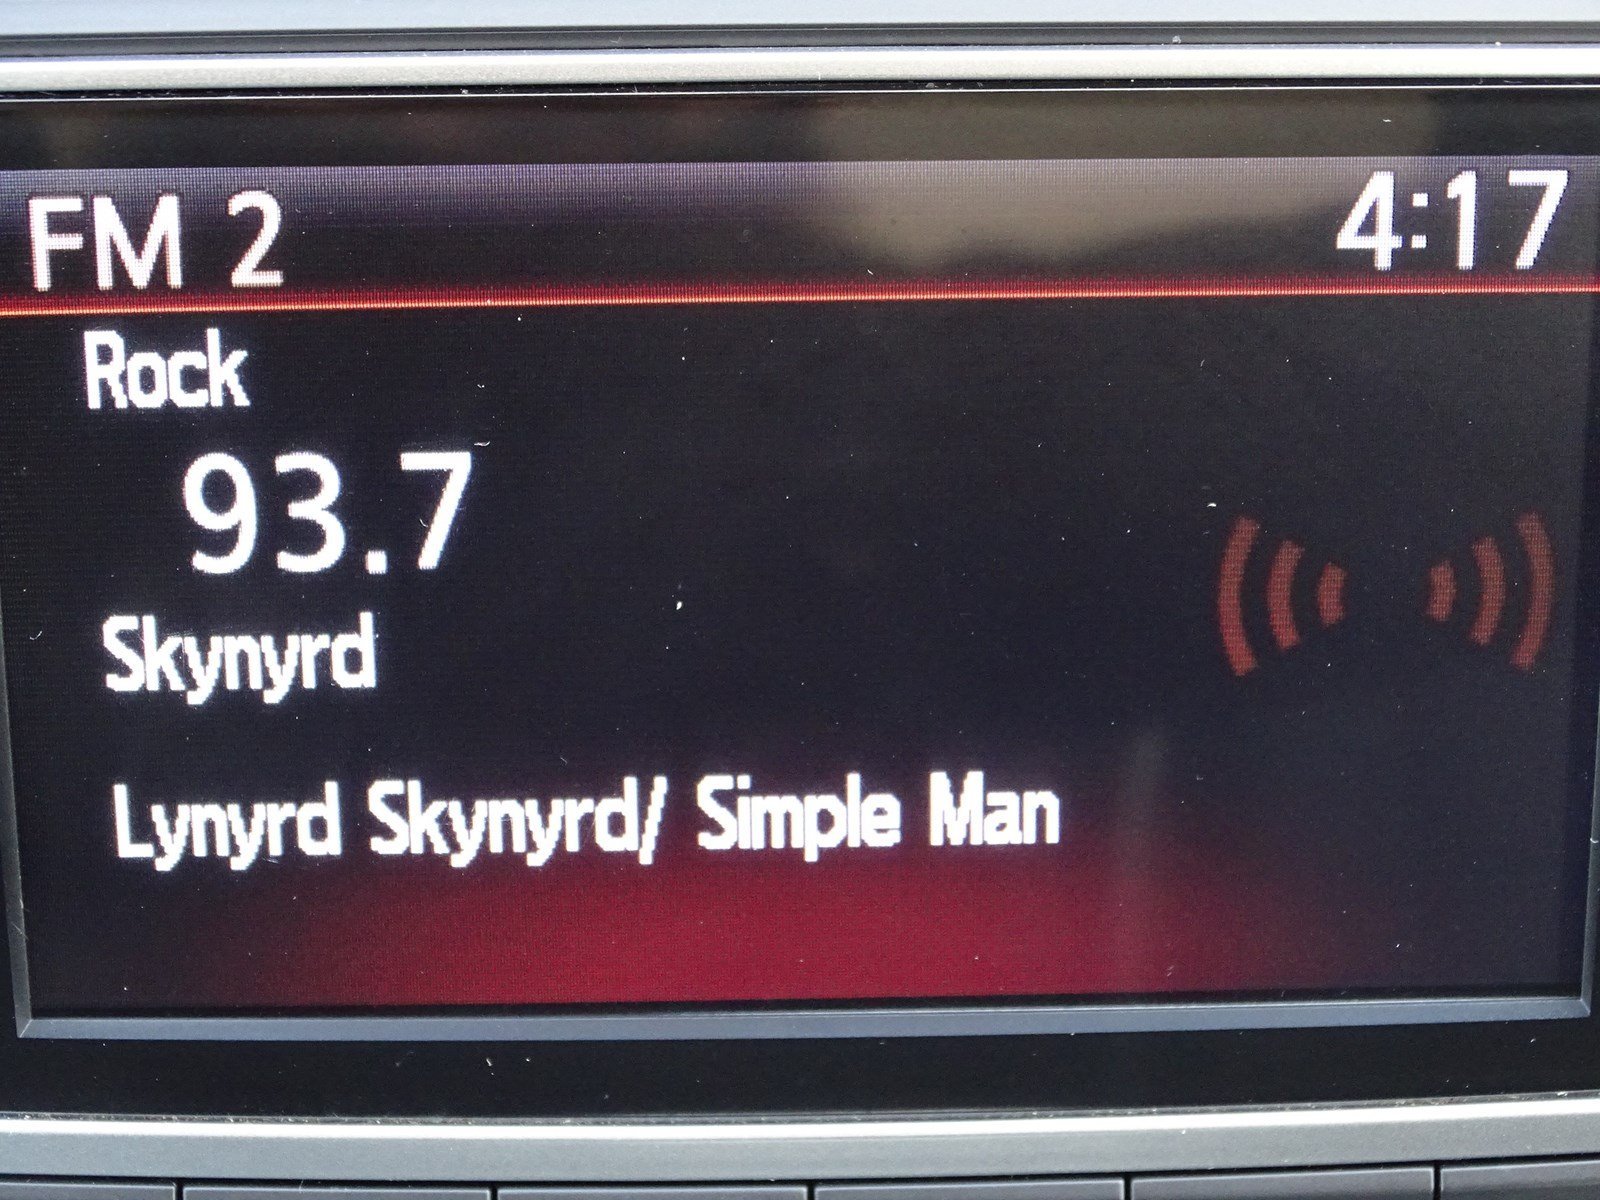 FM 2 4:17
Rock
93.7
Skynyrd
Lynyrd Skynyrd/ Simple Man